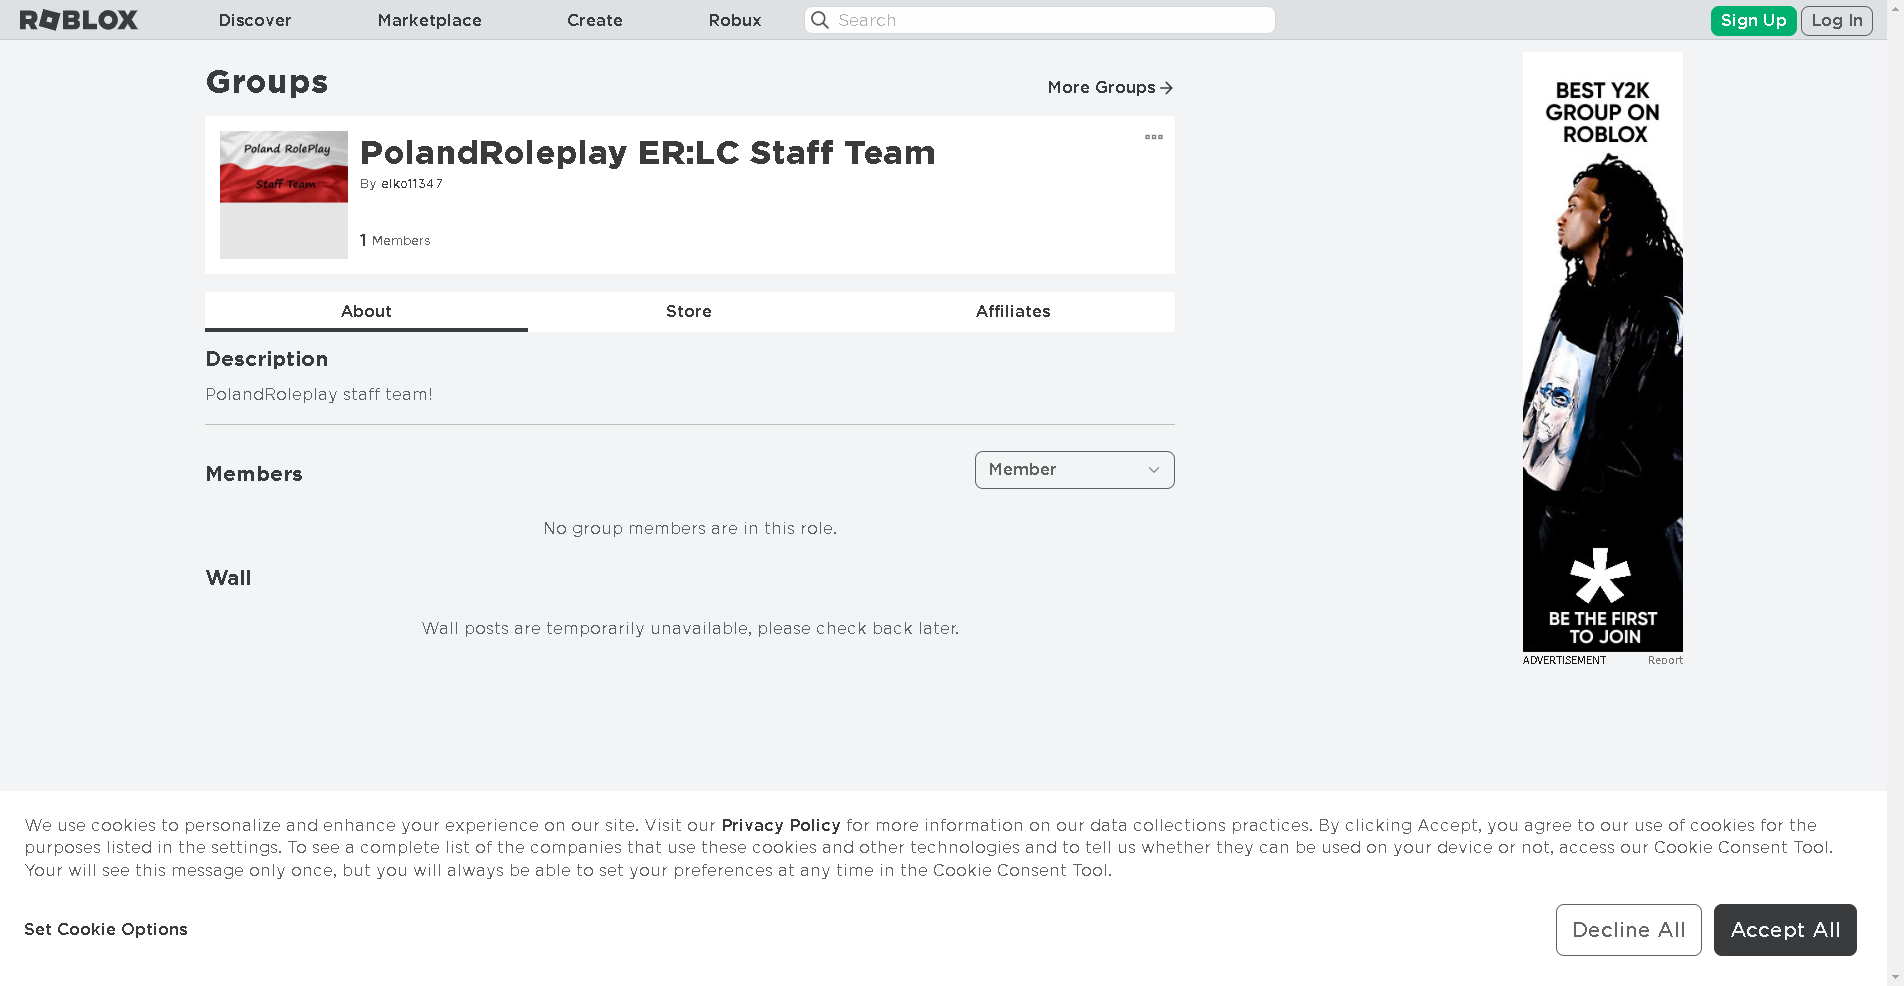 ROBLOX
Discover
Marketplace
Create
Robux
Search
Sign Up
Log In
Groups
More Groups
Poland RolePlay
Staff Team
PolandRoleplay ER:LC Staff Team
By elko11347
1 Members
About
Store
Affiliates
Description
PolandRoleplay staff team!
Members
Member
No group members are in this role.
Wall
Wall posts are temporarily unavailable, please check back later.
BEST Y2K
GROUP ON
ROBLOX
BE THE FIRST
TO JOIN
ADVERTISEMENT
Report
We use cookies to personalize and enhance your experience on our site. Visit our Privacy Policy for more information on our data collections practices. By clicking Accept, you agree to our use of cookies for the
purposes listed in the settings. To see a complete list of the companies that use these cookies and other technologies and to tell us whether they can be used on your device or not, access our Cookie Consent Tool.
Your will see this message only once, but you will always be able to set your preferences at any time in the Cookie Consent Tool.
Set Cookie Options
Decline All
Accept All